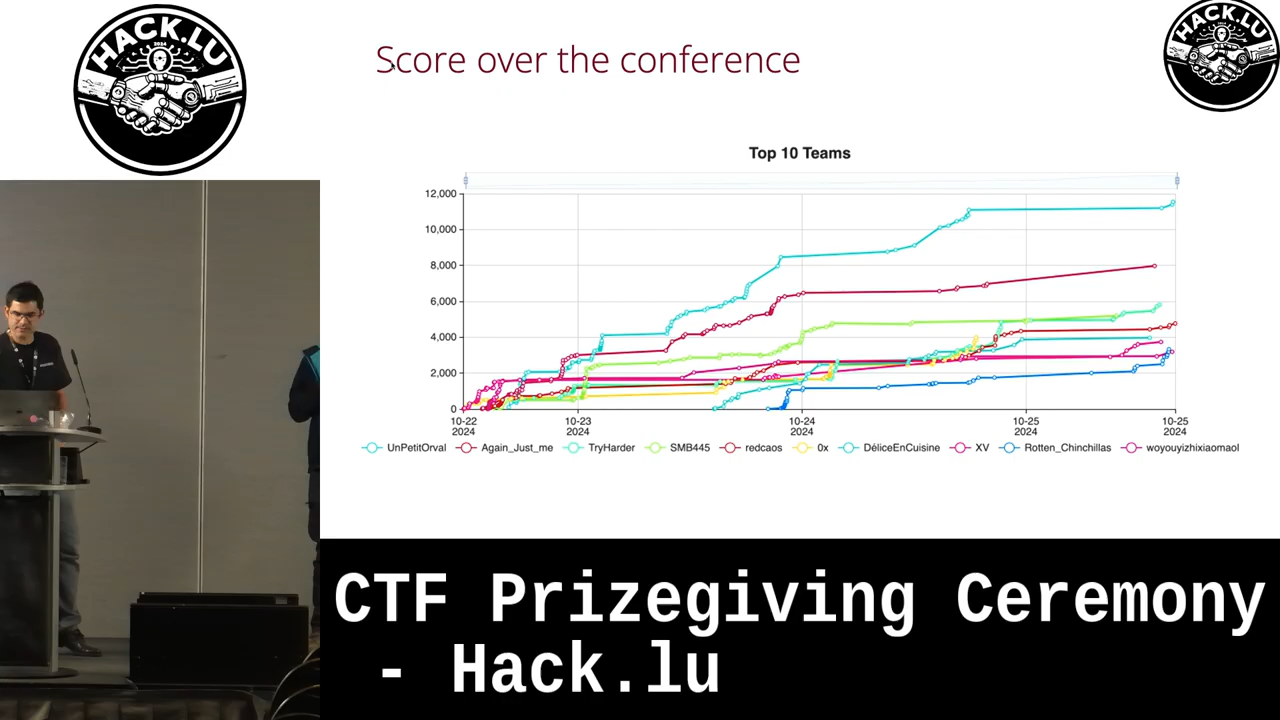 HACK.LU
2024
Score over the conference
HACK.LU
2024
Top 10 Teams
12,000
10,000
8,000
6,000
4,000
2,000
0
10-22
2024
10-23
2024
10-24
2024
10-25
2024
10-25
2024
UnPetitOrval
Again_Just_me
TryHarder
SMB445
redcaos
0x
DéliceEnCuisine
XV
Rotten_Chinchillas
woyouyizhixiaomaol
CTF Prizegiving Ceremony
- Hack.lu